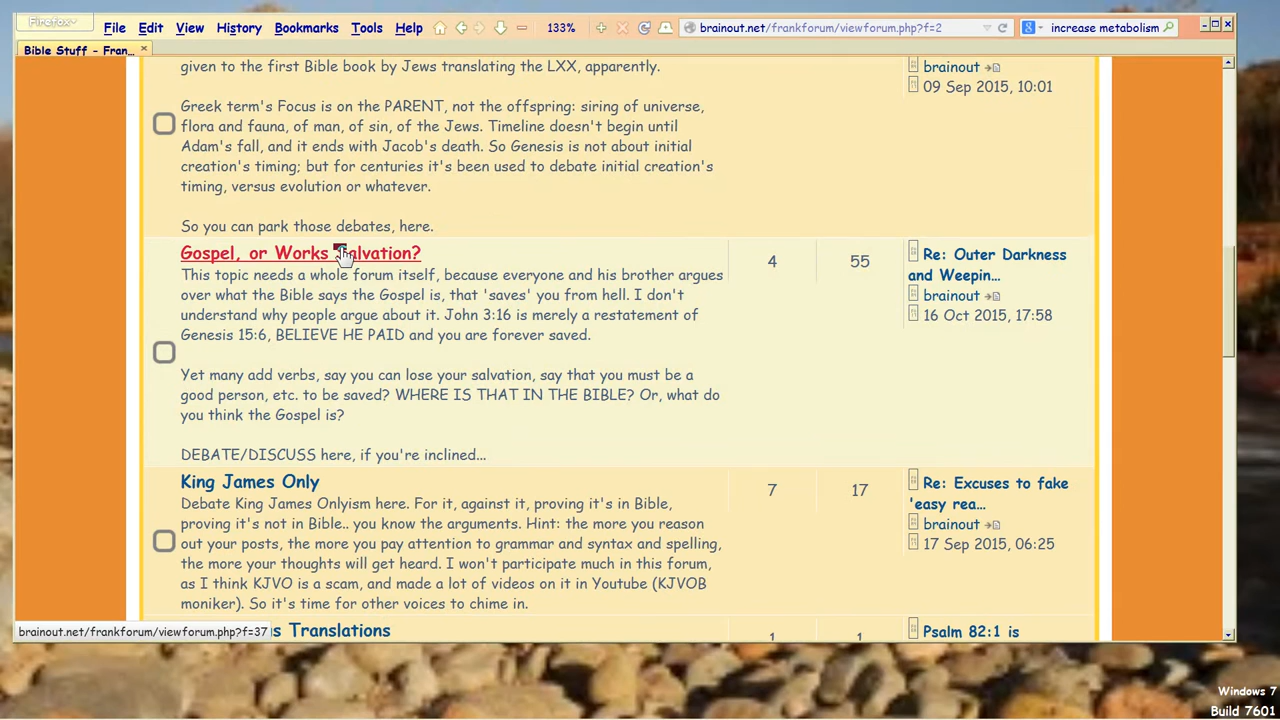 Firefox
File Edit View History Bookmarks Tools Help
133%
brainout.net/frankforum/viewforum.php?f=2
increase metabolism
Bible Stuff - Fran...
given to the first Bible book by Jews translating the LXX, apparently.
brainout
09 Sep 2015, 10:01
Greek term's Focus is on the PARENT, not the offspring: siring of universe,
flora and fauna, of man, of sin, of the Jews. Timeline doesn't begin until
Adam's fall, and it ends with Jacob's death. So Genesis is not about initial
creation's timing; but for centuries it's been used to debate initial creation's
timing, versus evolution or whatever.
So you can park those debates, here.
Gospel, or Works Salvation?
This topic needs a whole forum itself, because everyone and his brother argues
over what the Bible says the Gospel is, that 'saves' you from hell. I don't
understand why people argue about it. John 3:16 is merely a restatement of
Genesis 15:6, BELIEVE HE PAID and you are forever saved.
Yet many add verbs, say you can lose your salvation, say that you must be a
good person, etc. to be saved? WHERE IS THAT IN THE BIBLE? Or, what do
you think the Gospel is?
DEBATE/DISCUSS here, if you're inclined...
4
55
Re: Outer Darkness
and Weepin...
brainout
16 Oct 2015, 17:58
King James Only
Debate King James Onlyism here. For it, against it, proving it's in Bible,
proving it's not in Bible.. you know the arguments. Hint: the more you reason
out your posts, the more you pay attention to grammar and syntax and spelling,
the more your thoughts will get heard. I won't participate much in this forum,
as I think KJVO is a scam, and made a lot of videos on it in Youtube (KJVOB
moniker). So it's time for other voices to chime in.
7
17
Re: Excuses to fake
'easy rea...
brainout
17 Sep 2015, 06:25
s Translations
1
1
Psalm 82:1 is
brainout.net/frankforum/viewforum.php?f=37
Windows 7
Build 7601